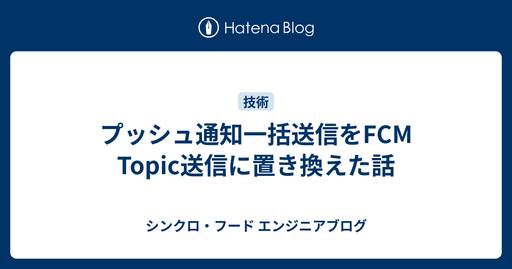 Hatena Blog
技術
プッシュ通知一括送信をFCM
Topic送信に置き換えた話
シンクロ・フード エンジニアブログ